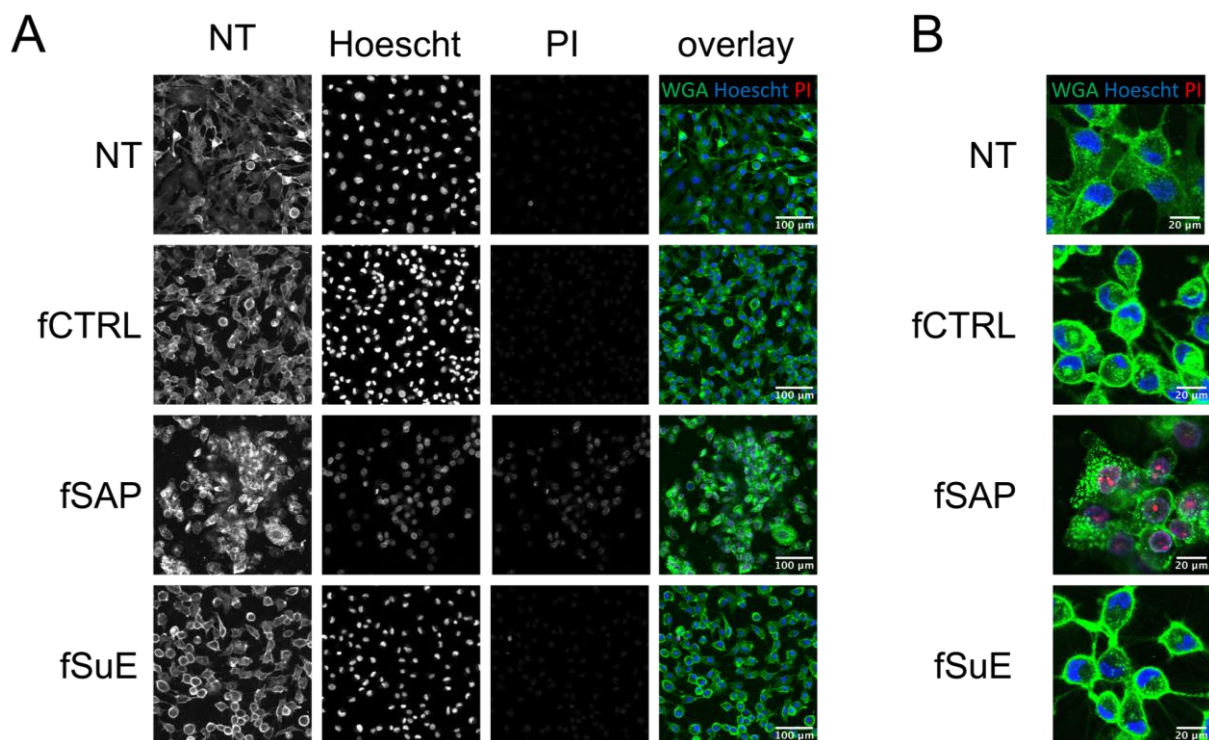 A
B
NT Hoescht PI overlay
NT
WGA Hoescht PI
100 µm
NT
WGA Hoescht PI
20 µm
fCTRL
100 µm
fCTRL
20 µm
fSAP
100 µm
fSAP
20 µm
fSuE
100 µm
fSuE
20 µm